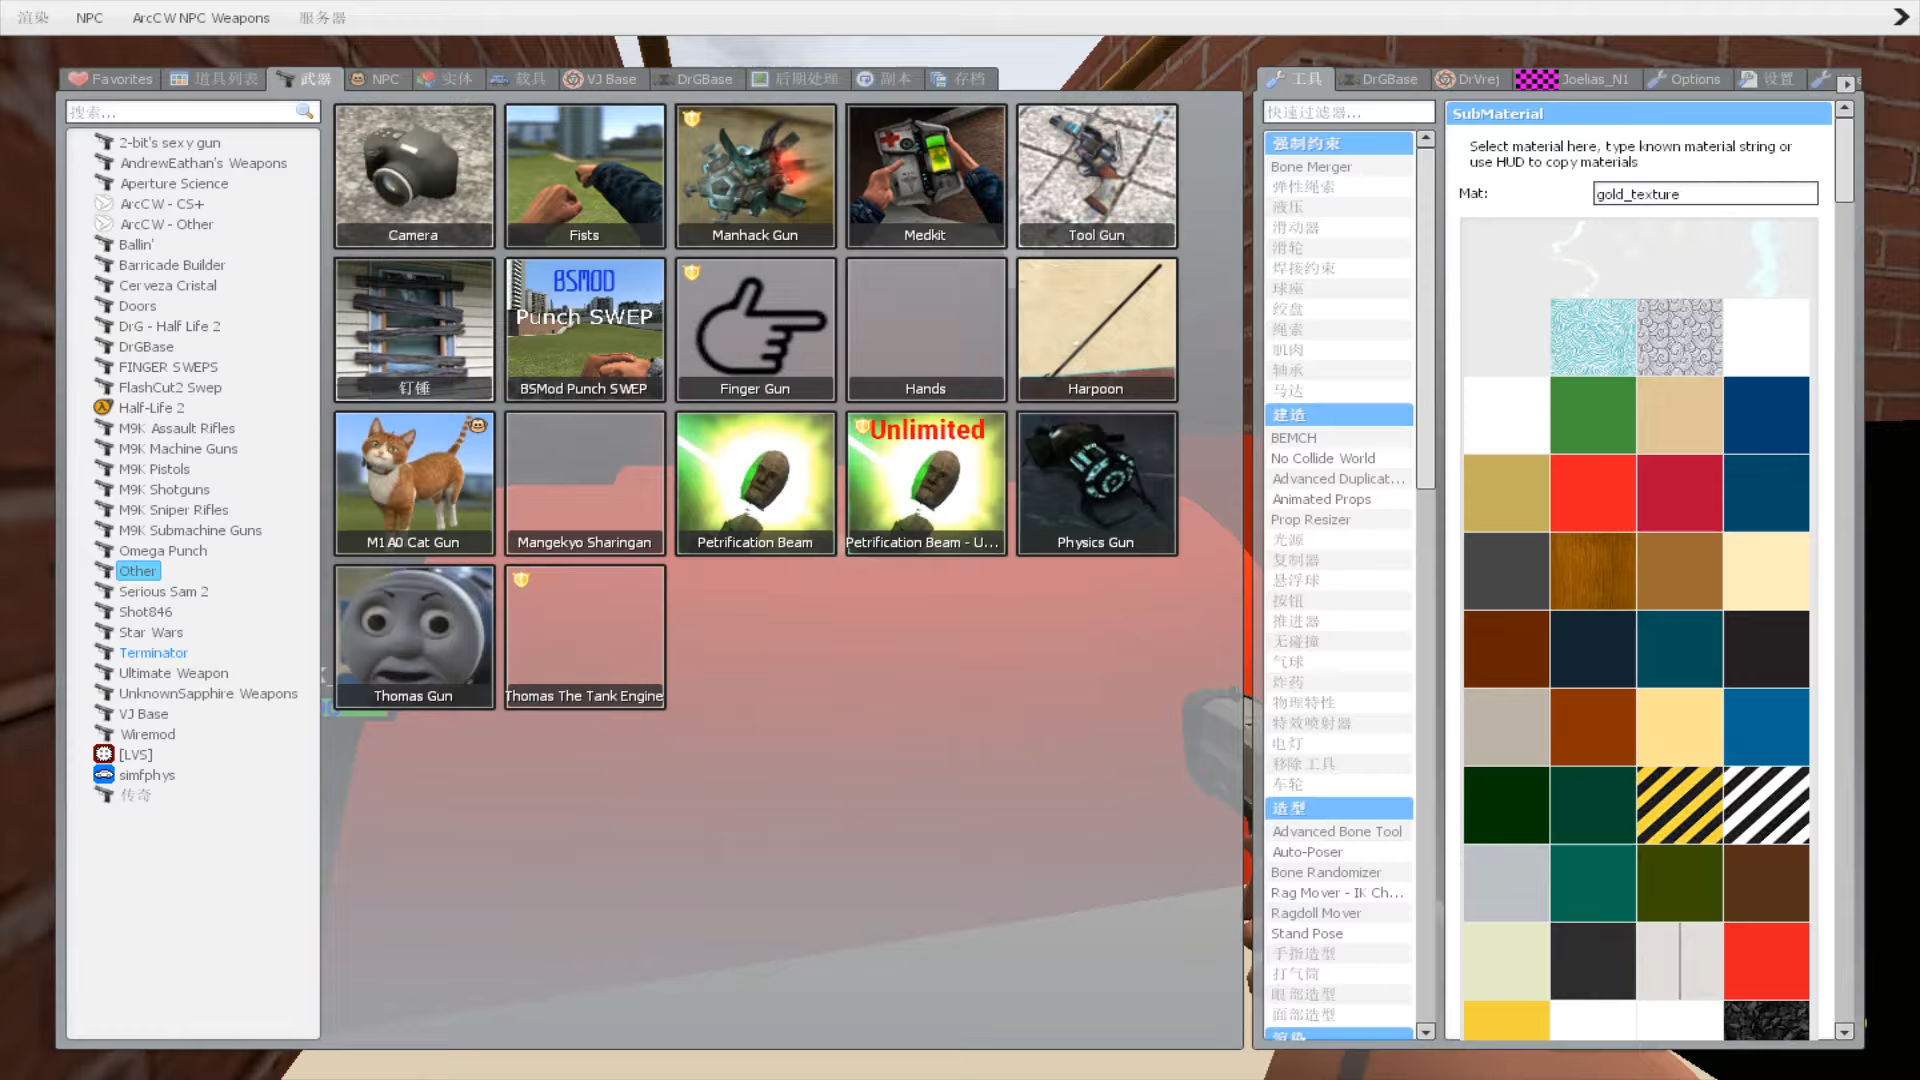 渲染 NPC ArcCW NPC Weapons 服务器
Favorites 道具列表 武器 NPC 实体 载具 VJ Base DrGBase 后期处理 副本 存档
搜索...
2-bit's sexy gun
AndrewEathan's Weapons
Aperture Science
ArcCW - CS+
ArcCW - Other
Ballin'
Barricade Builder
Cerveza Cristal
Doors
DrG - Half Life 2
DrGBase
FINGER SWEPS
FlashCut2 Swep
Half-Life 2
M9K Assault Rifles
M9K Machine Guns
M9K Pistols
M9K Shotguns
M9K Sniper Rifles
M9K Submachine Guns
Omega Punch
Other
Serious Sam 2
Shot846
Star Wars
Terminator
Ultimate Weapon
UnknownSapphire Weapons
VJ Base
Wiremod
[LVS]
simfphys
传奇
Camera Fists Manhack Gun Medkit Tool Gun
BSMOD
Punch SWEP
钉锤 BSMod Punch SWEP Finger Gun Hands Harpoon
Unlimited
M1A0 Cat Gun Mangekyo Sharingan Petrification Beam Petrification Beam - U... Physics Gun
Thomas Gun Thomas The Tank Engine
工具 DrGBase DrVrej Joelias_N1 Options 设置
快速过滤器...
强制约束
Bone Merger
弹性绳索
液压
滑动器
滑轮
焊接约束
球座
绞盘
绳索
肌肉
轴承
马达
建造
BEMCH
No Collide World
Advanced Duplicat...
Animated Props
Prop Resizer
光源
复制器
悬浮球
按钮
推进器
无碰撞
气球
炸药
物理特性
特效喷射器
电灯
移除工具
车轮
造型
Advanced Bone Tool
Auto-Poser
Bone Randomizer
Rag Mover - IK Ch...
Ragdoll Mover
Stand Pose
手指造型
打气筒
眼部造型
面部造型
渲染
SubMaterial
Select material here, type known material string or
use HUD to copy materials
Mat: gold_texture